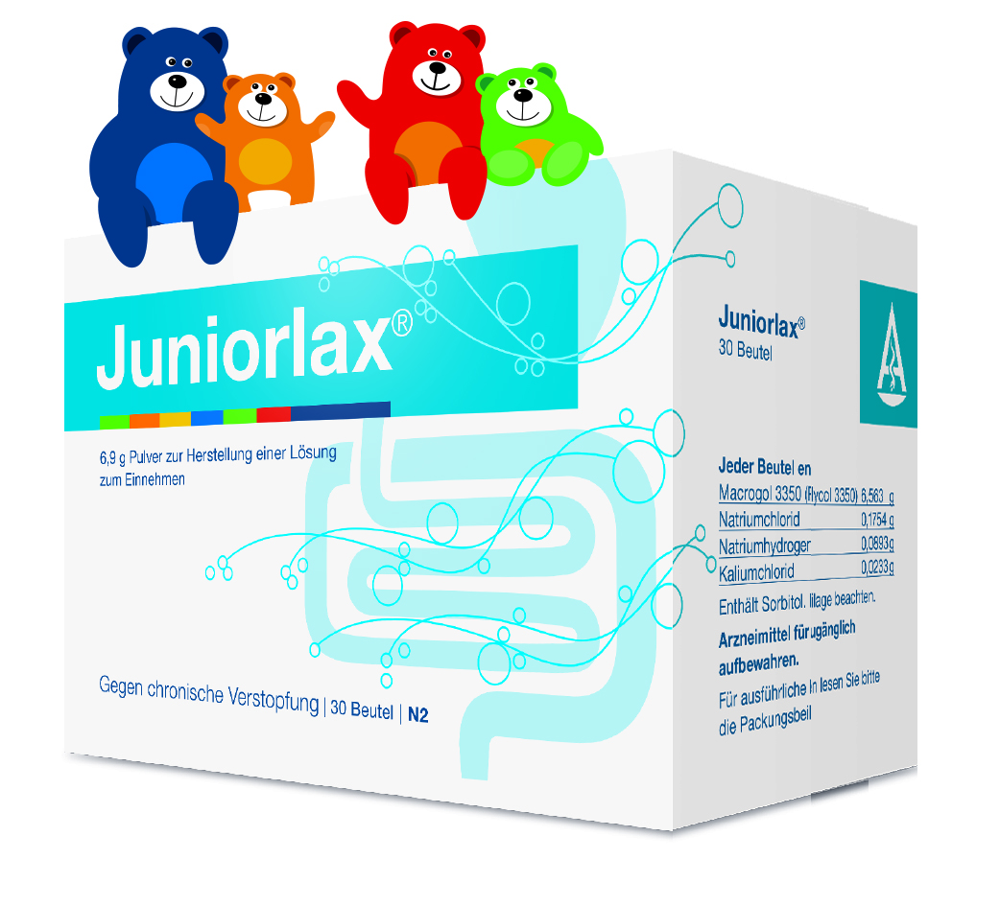 Juniorlax®
6,9 g Pulver zur Herstellung einer Lösung
zum Einnehmen
Gegen chronische Verstopfung | 30 Beutel | N2
Juniorlax®
30 Beutel
Jeder Beutel en
Macrogol 3350 (Flycol 3350) 6,563 g
Natriumchlorid 0,1754 g
Natriumhydroger 0,0893g
Kaliumchlorid 0,0233g
Enthält Sorbitol. lilage beachten.
Arzneimittel fürugänglich
aufbewahren.
Für ausführliche In lesen Sie bitte
die Packungsbeil